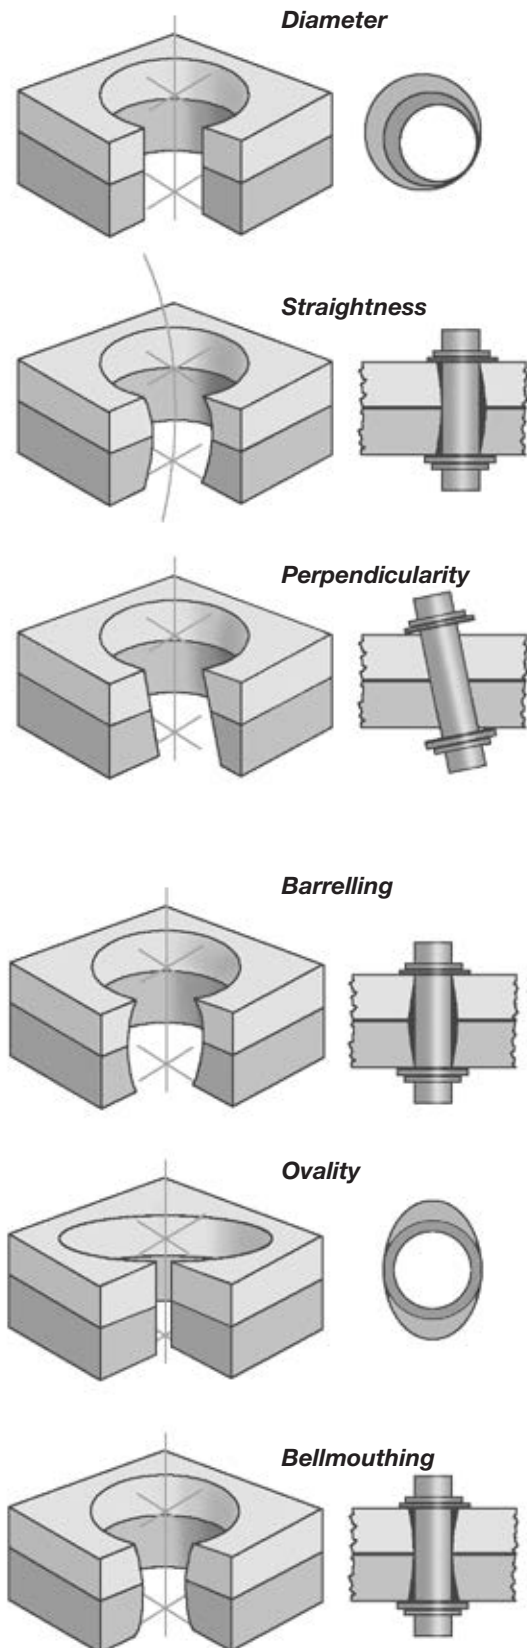 Diameter
Straightness
Perpendicularity
Barrelling
Ovality
Bellmouthing